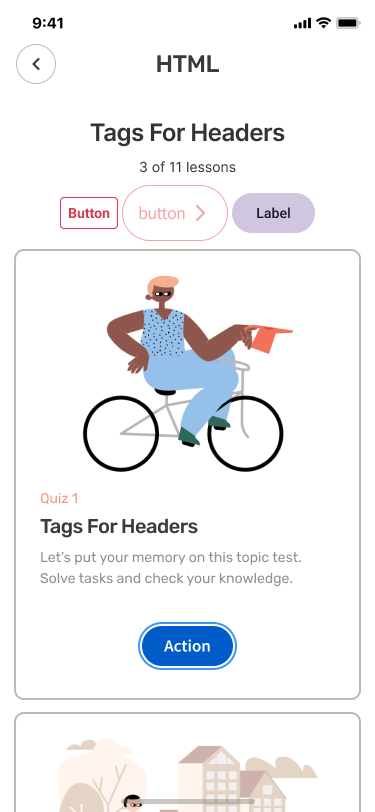 9:41
HTML
Tags For Headers
3 of 11 lessons
Button
button
Label
Quiz 1
Tags For Headers
Let's put your memory on this topic test.
Solve tasks and check your knowledge.
Action